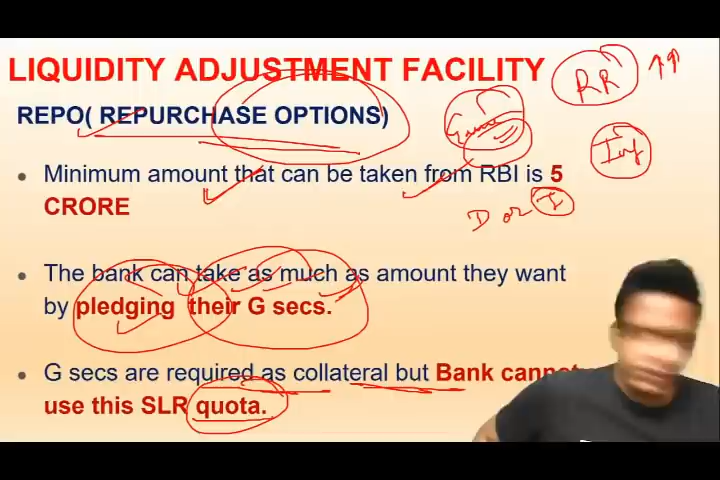 LIQUIDITY ADJUSTMENT FACILITY
RR ↑↑
REPO( REPURCHASE OPTIONS)
Inf
Minimum amount that can be taken from RBI is 5
CRORE
D or I
The bank can take as much as amount they want
by pledging their G secs.
G secs are required as collateral but Bank cannot
use this SLR quota.